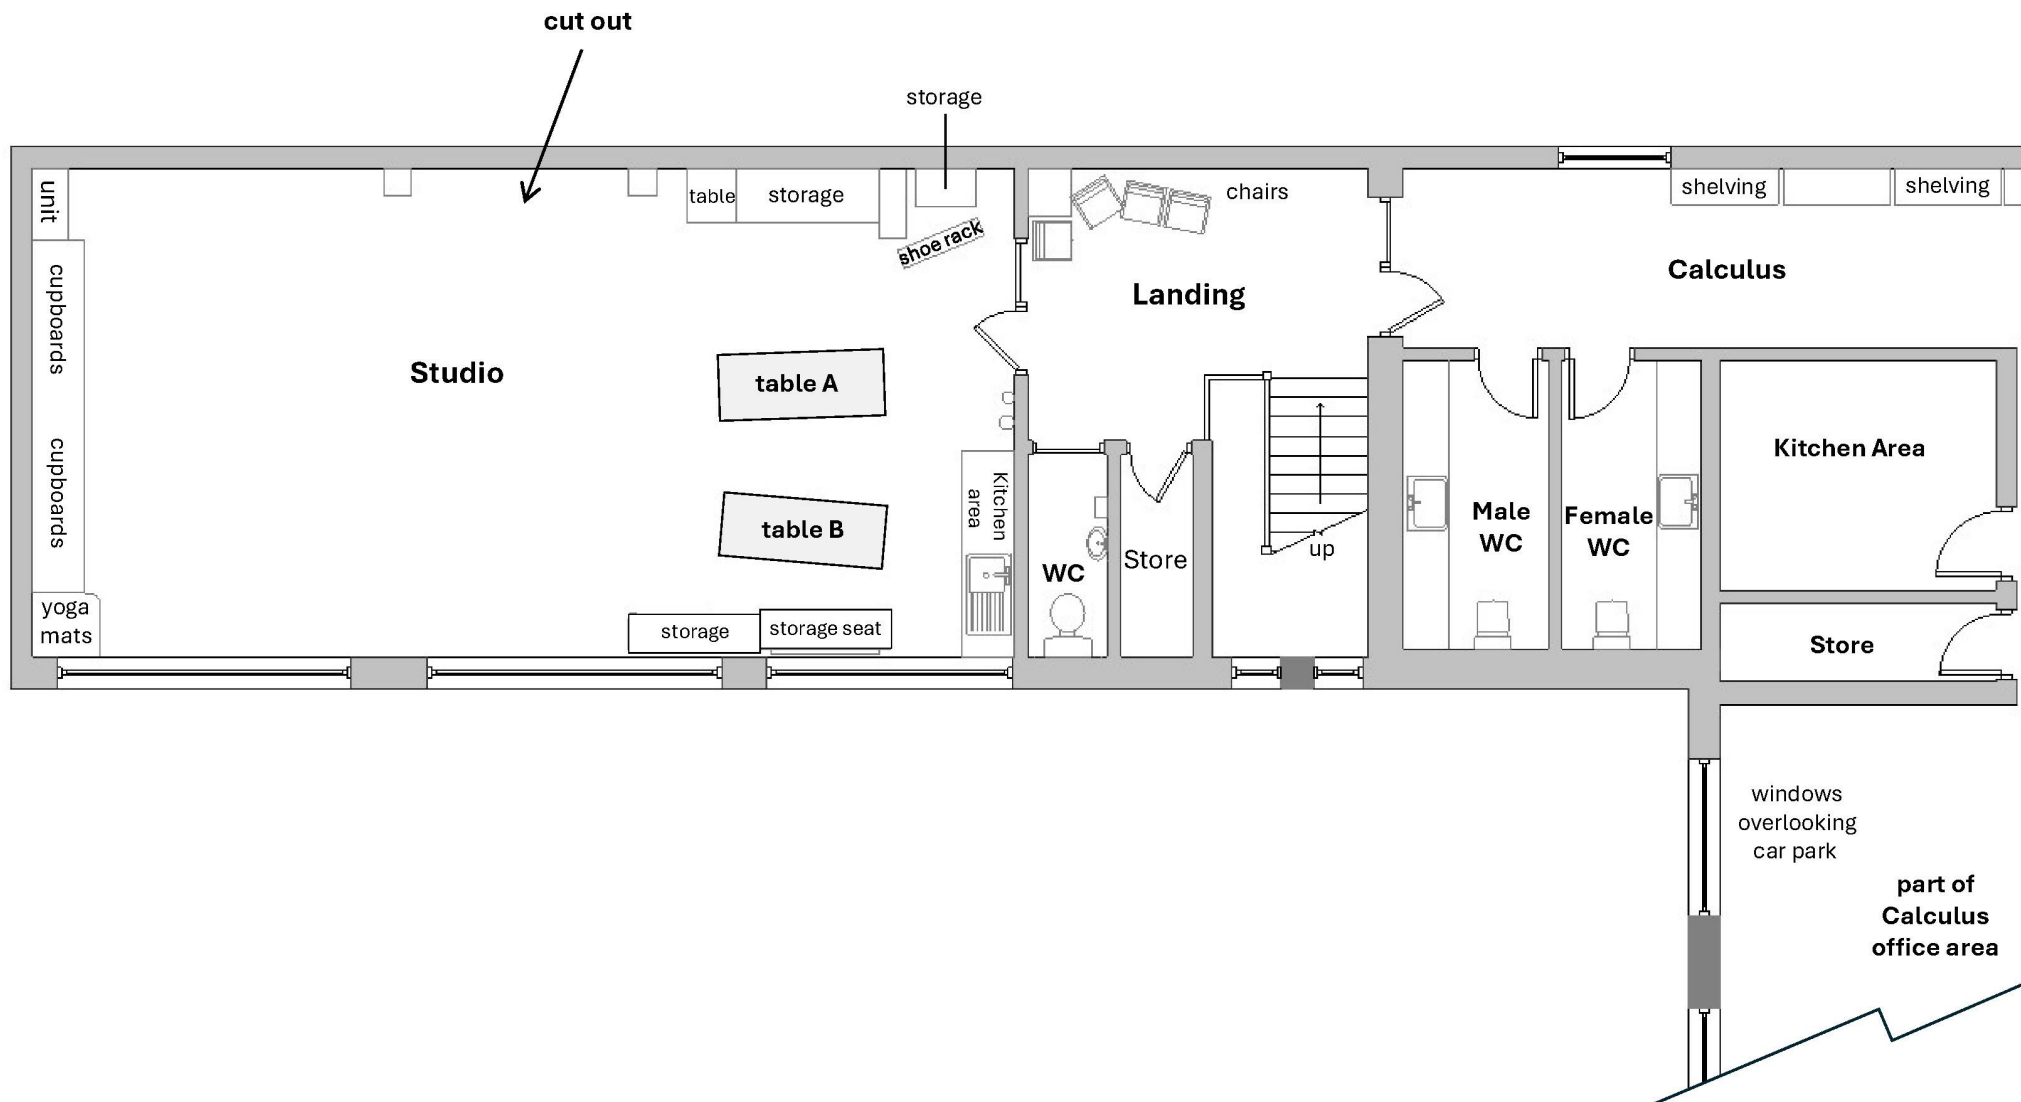 cut out
storage
unit
table
storage
shoe rack
chairs
shelving
shelving
cupboards
Studio
table A
Landing
Calculus
cupboards
table B
Kitchen
area
Kitchen Area
Male
WC
Female
WC
up
Store
WC
yoga
mats
storage
storage seat
Store
windows
overlooking
car park
part of
Calculus
office area